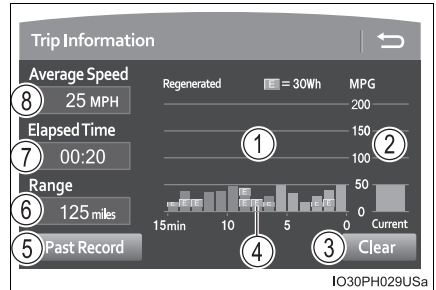 Trip Information
Average Speed
8 25 MPH
Elapsed Time
7 00:20
Range
6 125 miles
5 Past Record
Regenerated E = 30Wh MPG
200
150
1 2
100
50
E E E E E E E E
0
15min 10 5 0 Current
4 3 Clear
IO30PH029USa